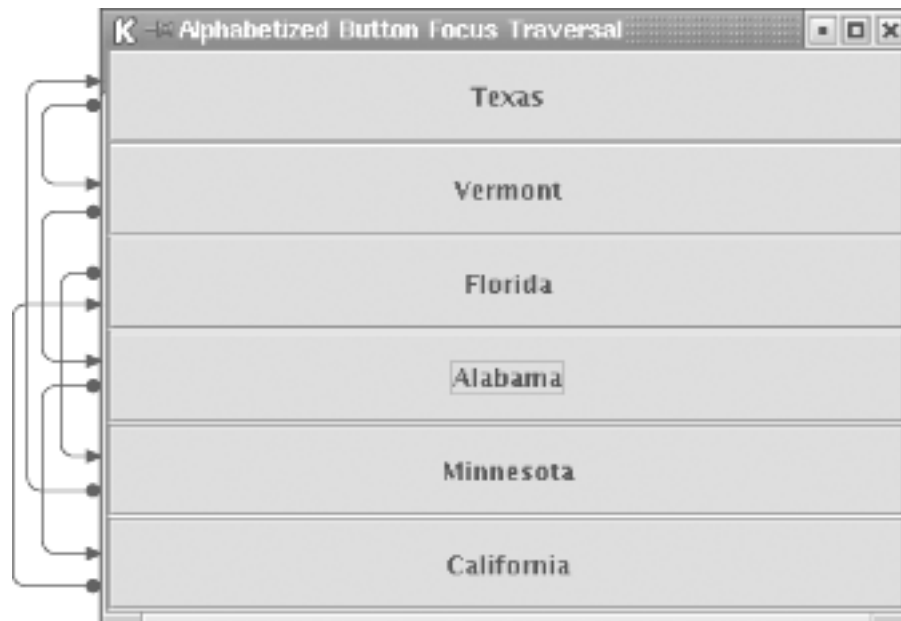 Alphabetized Button Focus Traversal
Texas
Vermont
Florida
Alabama
Minnesota
California